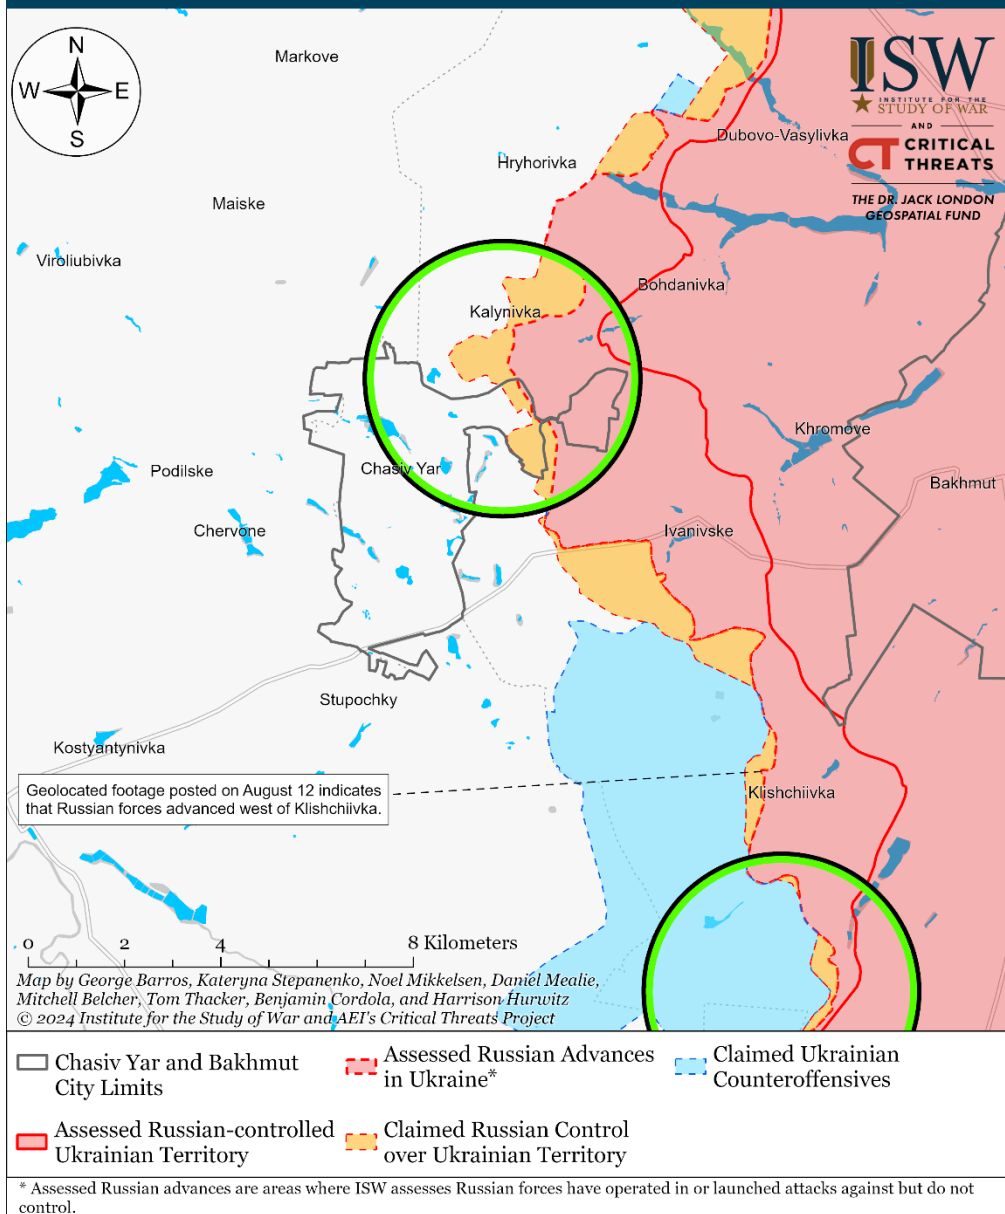 N
W E
S
Markove
ISW
INSTITUTE FOR THE
STUDY OF WAR
AND
CT CRITICAL
THREATS
THE DR. JACK LONDON
GEOSPATIAL FUND
Dubovo-Vasylivka
Hryhorivka
Maiske
Viroliubivka
Bohdanivka
Kalynivka
Khromove
Podilske
Chasiv Yar
Bakhmut
Chervone
Ivanivske
Stupochky
Kostyantynivka
Geolocated footage posted on August 12 indicates
that Russian forces advanced west of Klishchiivka.
Klishchiivka
0 2 4 8 Kilometers
Map by George Barros, Kateryna Stepanenko, Noel Mikkelsen, Daniel Mealie,
Mitchell Belcher, Tom Thacker, Benjamin Cordola, and Harrison Hurwitz
© 2024 Institute for the Study of War and AEI's Critical Threats Project
Chasiv Yar and Bakhmut
City Limits
Assessed Russian Advances
in Ukraine*
Claimed Ukrainian
Counteroffensives
Assessed Russian-controlled
Ukrainian Territory
Claimed Russian Control
over Ukrainian Territory
* Assessed Russian advances are areas where ISW assesses Russian forces have operated in or launched attacks against but do not
control.